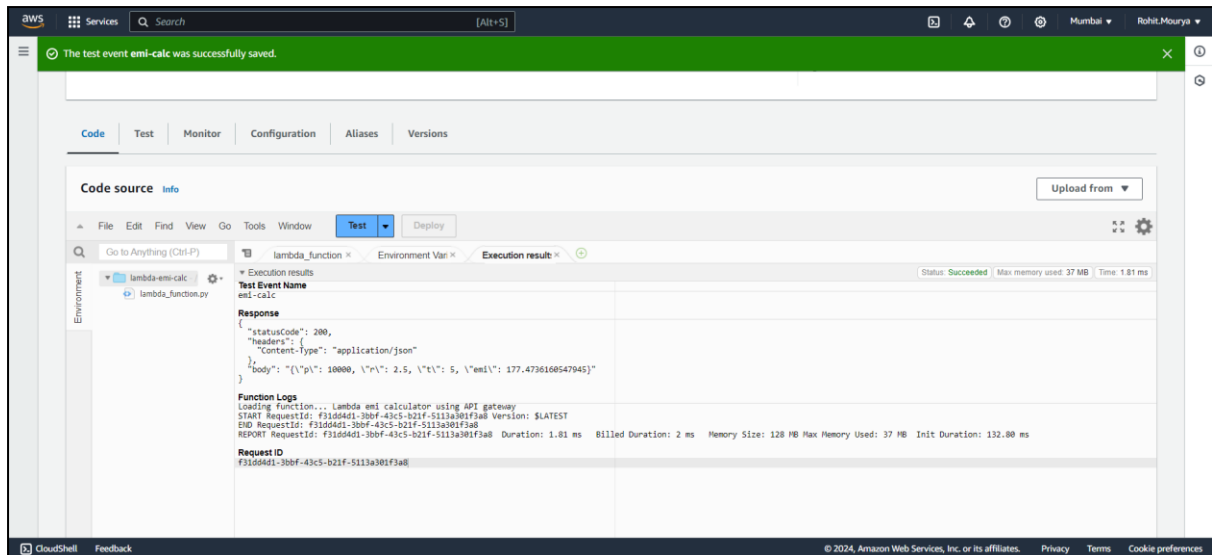 aws Services Search [Alt+S] Mumbai ▼ Rohit.Mourya ▼
The test event emi-calc was successfully saved.
Code Test Monitor Configuration Aliases Versions
Code source Info Upload from ▼
File Edit Find View Go Tools Window Test Deploy
Go to Anything (Ctrl-P) lambda_function × Environment Vari × Execution results ×
Environment
lambda-emi-calc
lambda_function.py
▼ Execution results Status: Succeeded Max memory used: 37 MB Time: 1.81 ms
Test Event Name
emi-calc
Response
{
"statusCode": 200,
"headers": {
"Content-Type": "application/json"
},
"body": "{\"p\": 10000, \"r\": 2.5, \"t\": 5, \"emi\": 177.4736160547945}"
}
Function Logs
Loading function... Lambda emi calculator using API gateway
START RequestId: f31dd4d1-3bbf-43c5-b21f-5113a301f3a8 Version: $LATEST
END RequestId: f31dd4d1-3bbf-43c5-b21f-5113a301f3a8
REPORT RequestId: f31dd4d1-3bbf-43c5-b21f-5113a301f3a8 Duration: 1.81 ms Billed Duration: 2 ms Memory Size: 128 MB Max Memory Used: 37 MB Init Duration: 132.80 ms
Request ID
f31dd4d1-3bbf-43c5-b21f-5113a301f3a8
CloudShell Feedback © 2024, Amazon Web Services, Inc. or its affiliates. Privacy Terms Cookie preferences